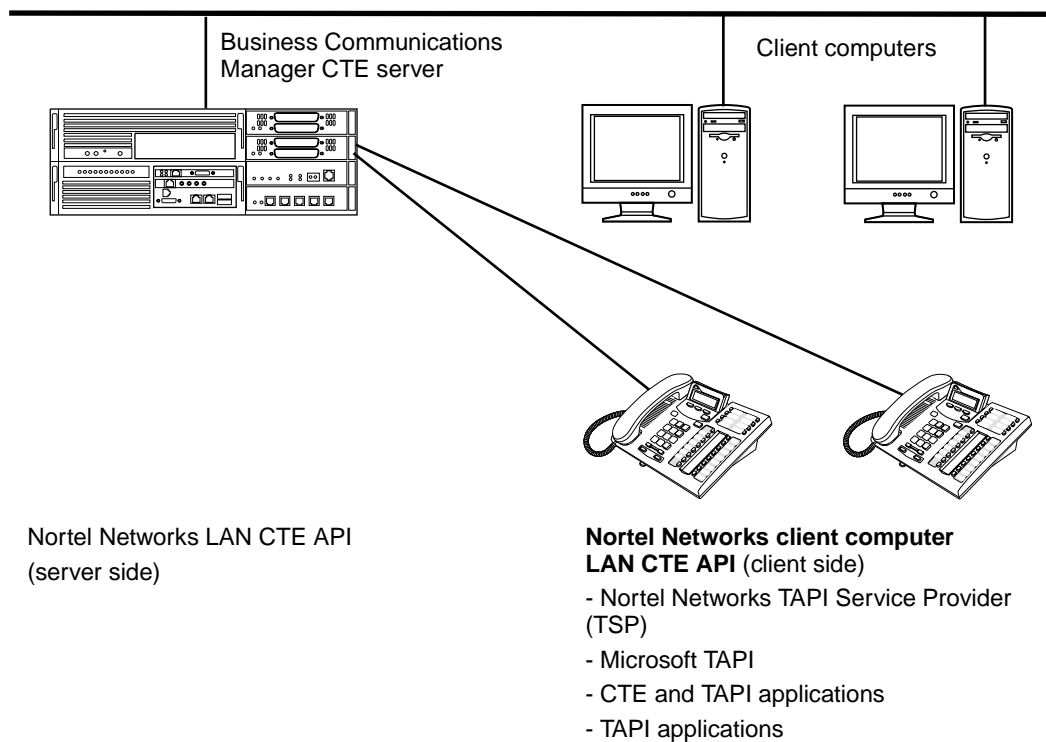 Business Communications
Manager CTE server
Client computers
Nortel Networks LAN CTE API
(server side)
Nortel Networks client computer
LAN CTE API (client side)
- Nortel Networks TAPI Service Provider
(TSP)
- Microsoft TAPI
- CTE and TAPI applications
- TAPI applications